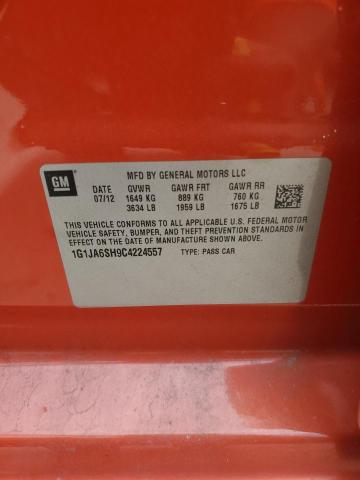 GM
MFD BY GENERAL MOTORS LLC
DATE GVWR GAWR FRT GAWR RR
07/12 1649 KG 889 KG 760 KG
3634 LB 1959 LB 1675 LB
THIS VEHICLE CONFORMS TO ALL APPLICABLE U.S. FEDERAL MOTOR
VEHICLE SAFETY, BUMPER, AND THEFT PREVENTION STANDARDS IN
EFFECT ON THE DATE OF MANUFACTURE SHOWN ABOVE.
1G1JA6SH9C4224557 TYPE: PASS CAR